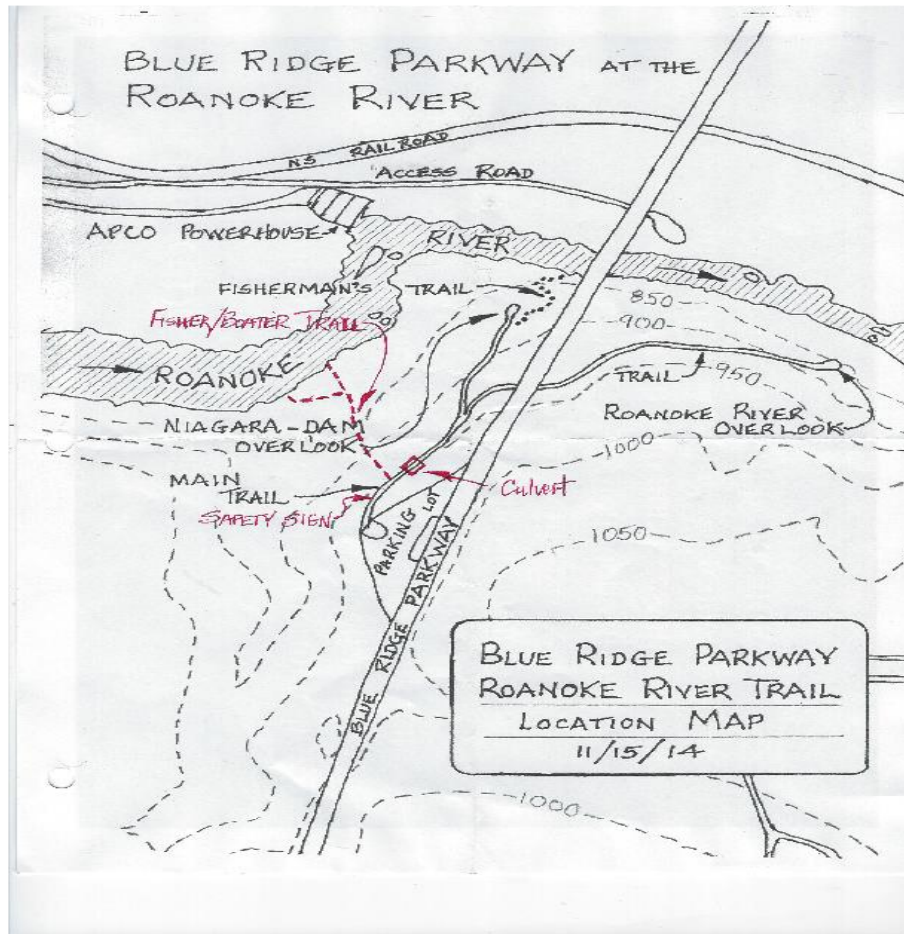 BLUE RIDGE PARKWAY AT THE
ROANOKE RIVER
NS RAIL ROAD
ACCESS ROAD
APCO POWERHOUSE
RIVER
FISHERMAN'S TRAIL
850
FISHER/BOATER TRAIL
900
ROANOKE
TRAIL
950
ROANOKE RIVER
OVERLOOK
NIAGARA-DAM
OVERLOOK
1000
MAIN
TRAIL
Culvert
SAFETY SIGN
PARKING LOT
1050
BLUE RIDGE PARKWAY
BLUE RIDGE PARKWAY
ROANOKE RIVER TRAIL
LOCATION MAP
11/15/14
1000